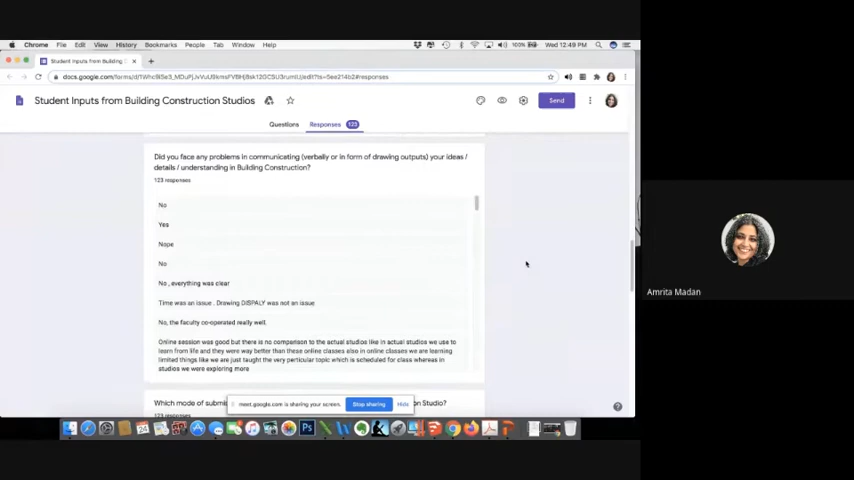 Chrome File Edit View History Bookmarks People Tab Window Help
100% Wed 12:49 PM
Student Inputs from Building
Student Inputs from Building Construction Studios
Send
Questions Responses 123
Did you face any problems in communicating (verbally or in form of drawing outputs) your ideas /
details / understanding in Building Construction?
123 responses
No
Yes
Nope
No
No , everything was clear
Time was an issue . Drawing DISPALY was not an issue
No, the faculty co-operated really well.
Online session was good but there is no comparison to the actual studios like in actual studios we use to
learn from life and they were way better than these online classes also in online classes we are learning
limited things like we are just taught the very perticular topic which is scheduled for class whereas in
studios we were exploring more
Which mode of submis
on Studio?
123 responses
meet.google.com is sharing your screen. Stop sharing Hide
Amrita Madan